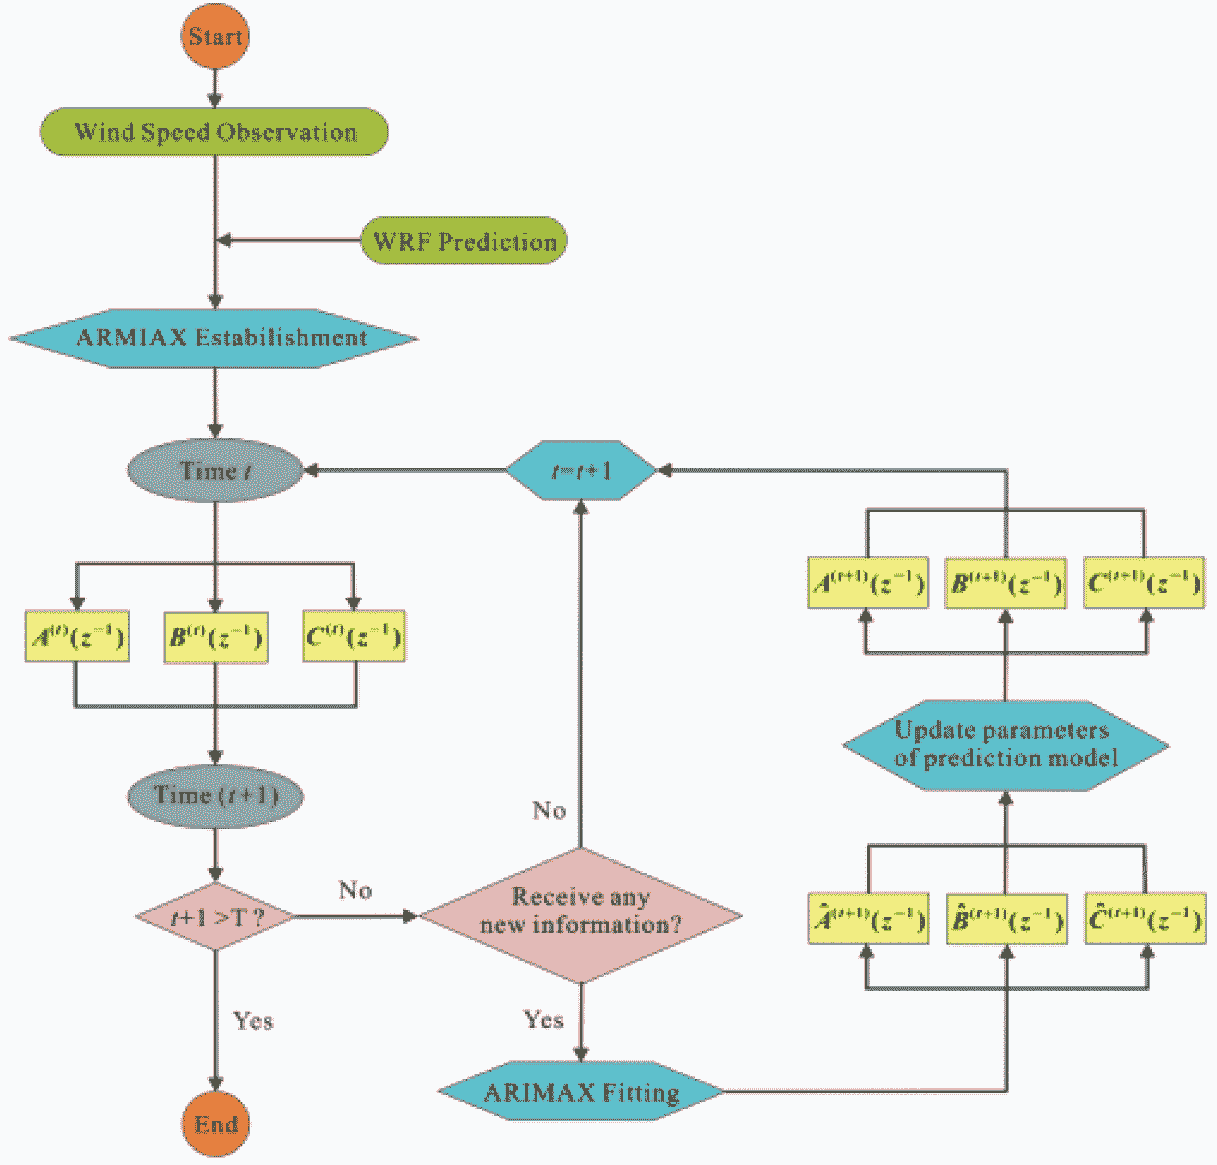 Start
Wind Speed Observation
WRF Prediction
ARMIAX Estabilishment
Time t
t=t+1
A⁽ᵗ⁾(z⁻¹)
B⁽ᵗ⁾(z⁻¹)
C⁽ᵗ⁾(z⁻¹)
A⁽ᵗ⁺¹⁾(z⁻¹)
B⁽ᵗ⁺¹⁾(z⁻¹)
C⁽ᵗ⁺¹⁾(z⁻¹)
Update parameters
of prediction model
Time (t+1)
No
t+1 >T ?
No
Receive any
new information?
Â⁽ᵗ⁺¹⁾(z⁻¹)
B̂⁽ᵗ⁺¹⁾(z⁻¹)
Ĉ⁽ᵗ⁺¹⁾(z⁻¹)
Yes
Yes
ARIMAX Fitting
End